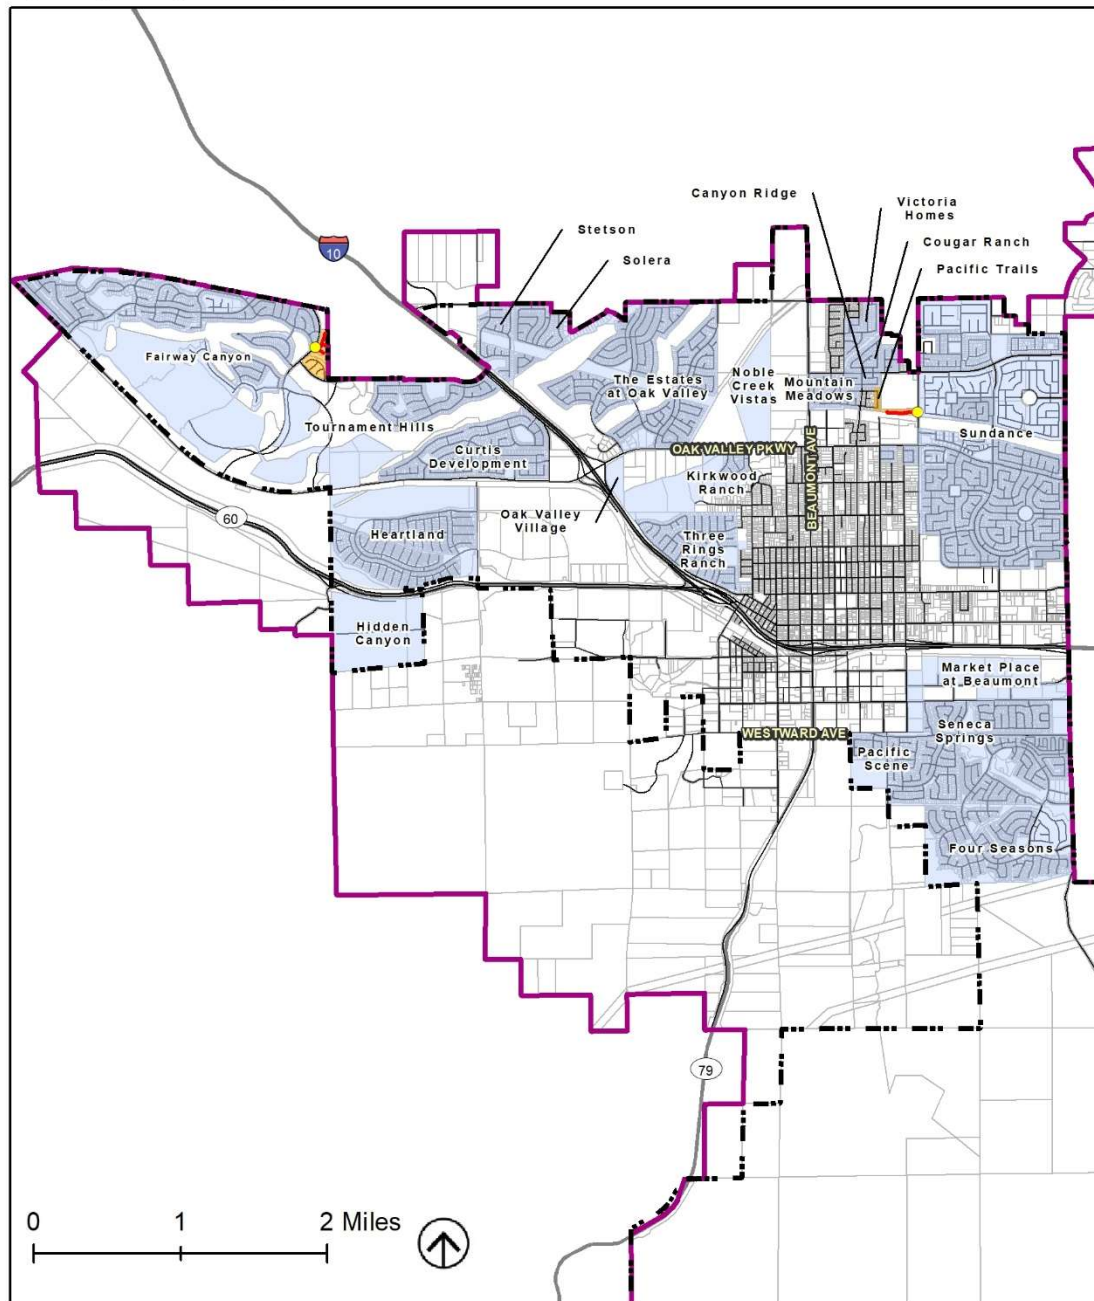 Canyon Ridge
Victoria
Homes
Stetson
Cougar Ranch
Solera
Pacific Trails
10
Fairway Canyon
The Estates
at Oak Valley
Noble
Creek
Vistas
Mountain
Meadows
Tournament Hills
Sundance
Curtis
Development
OAK VALLEY PKWY
BEAUMONT AVE
Kirkwood
Ranch
60
Oak Valley
Village
Heartland
Three
Rings
Ranch
Hidden
Canyon
Market Place
at Beaumont
Seneca
Springs
WESTWARD AVE
Pacific
Scene
Four Seasons
79
0 1 2 Miles